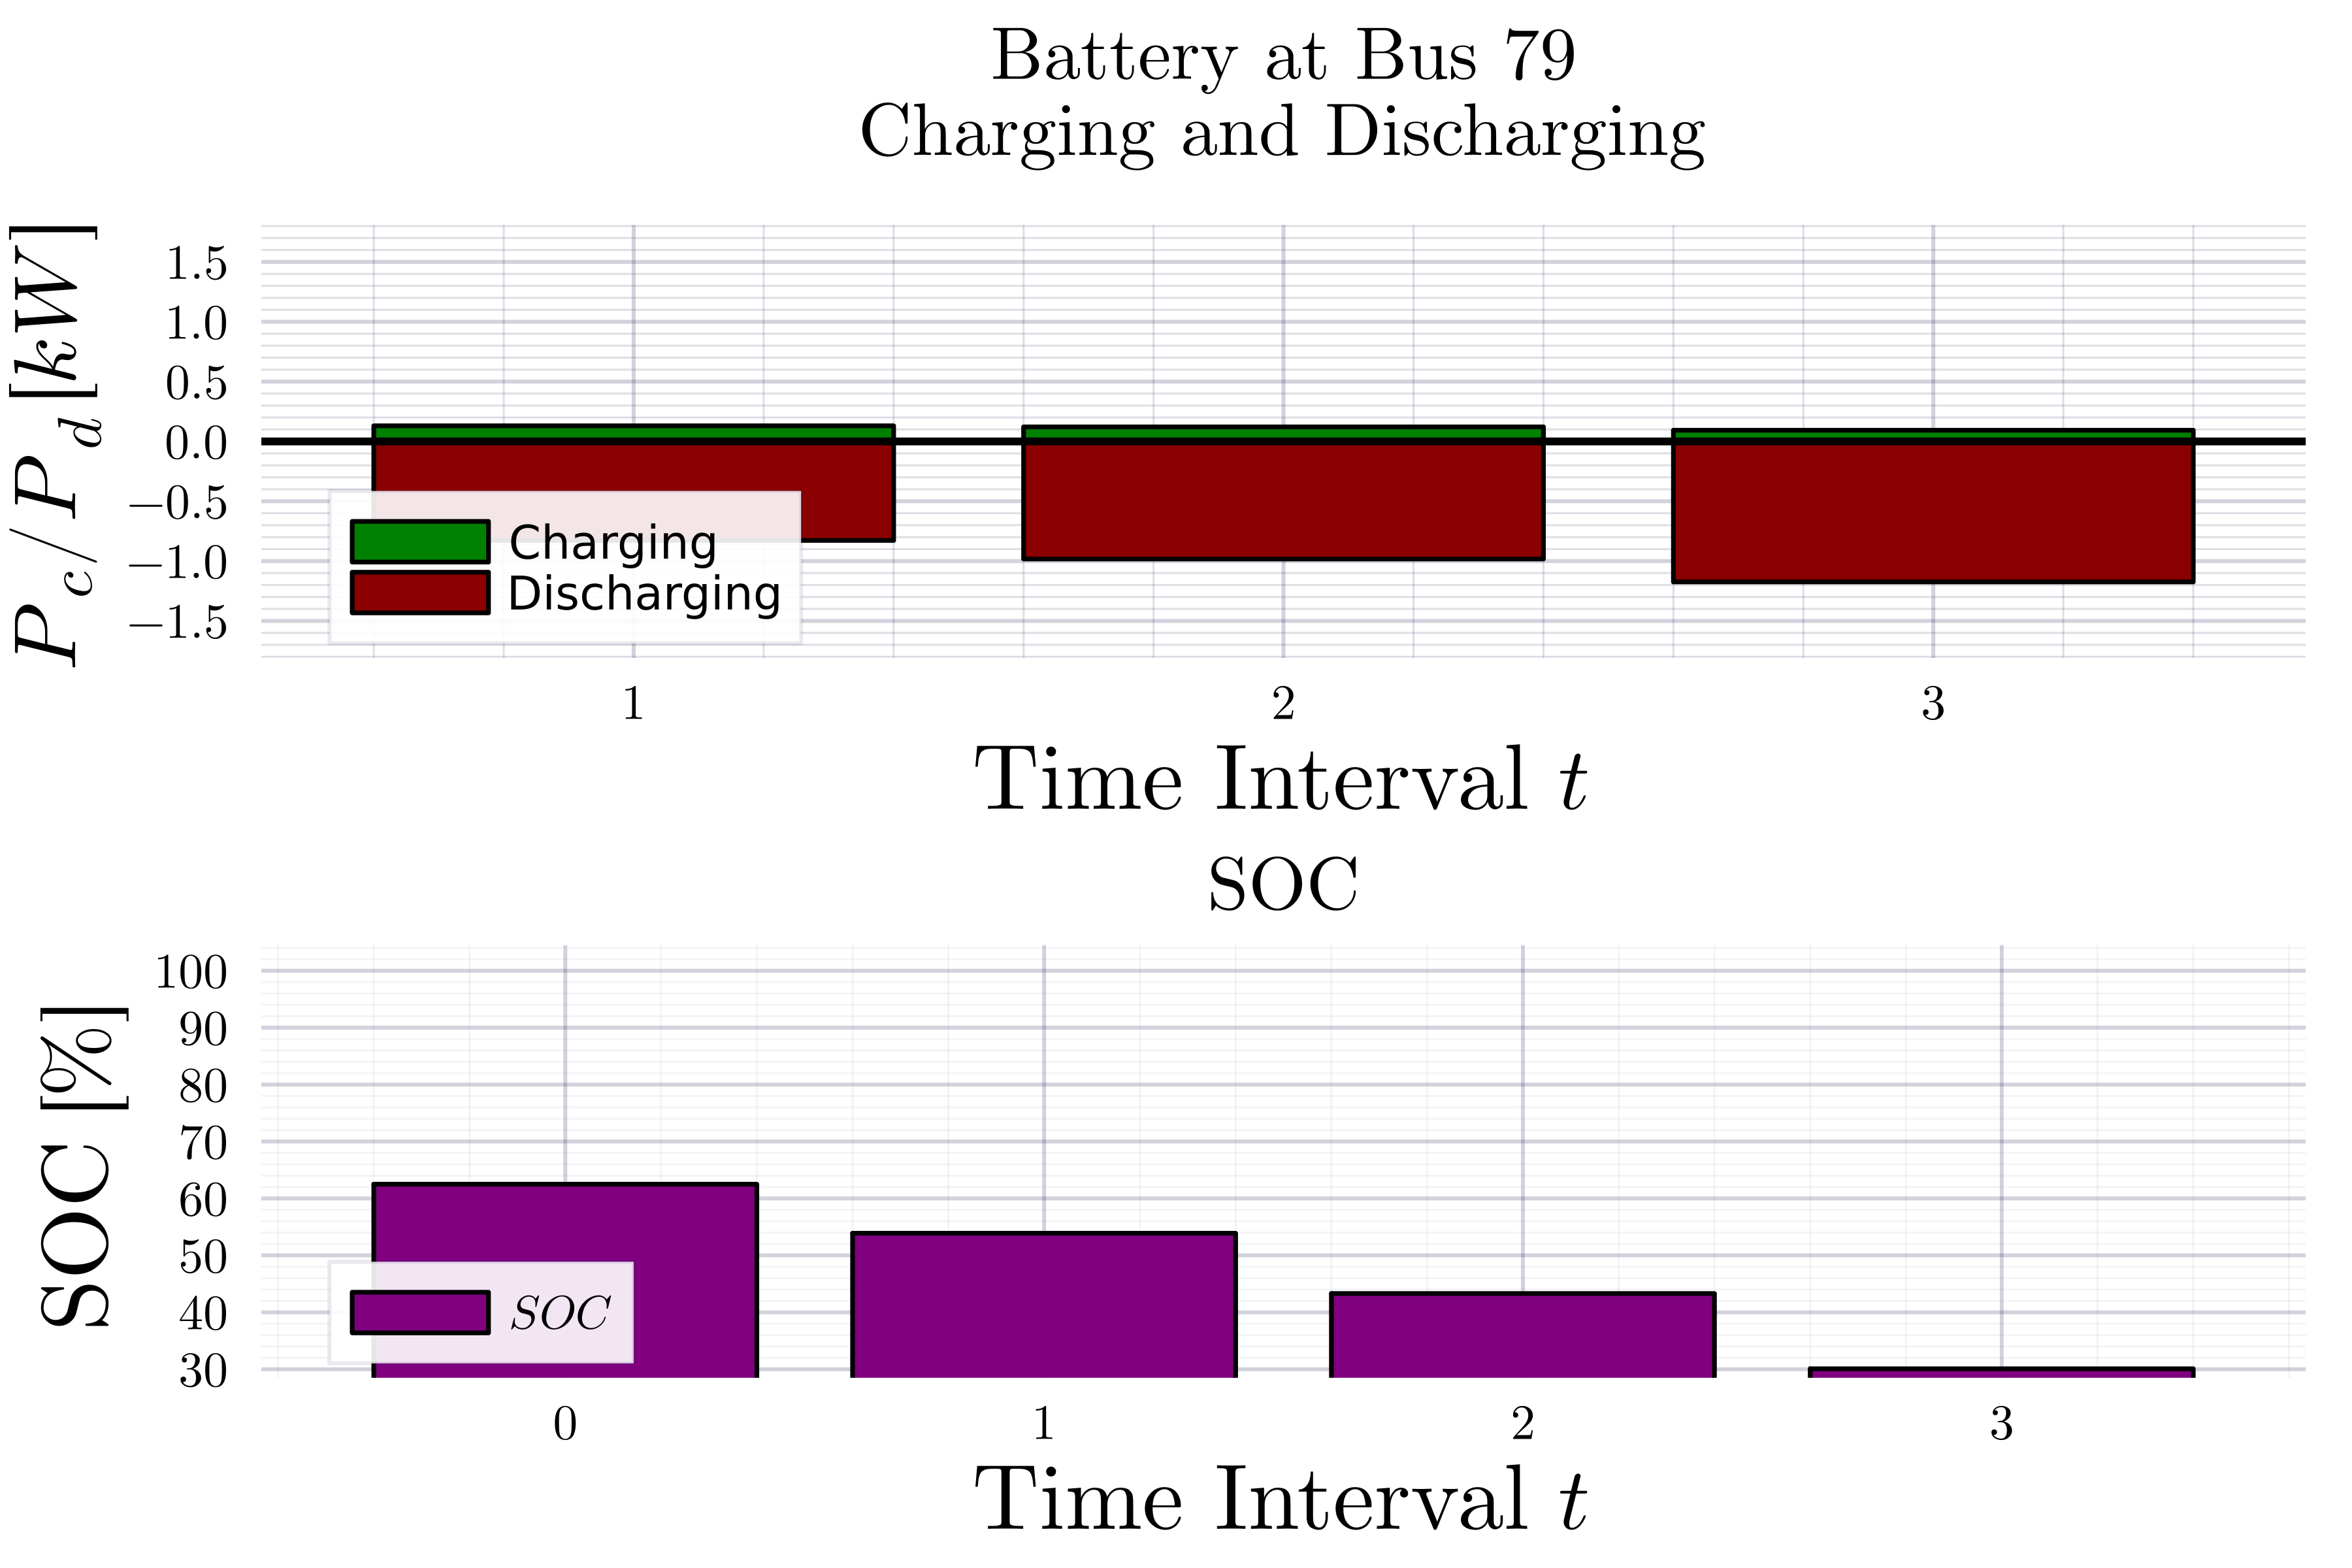 Battery at Bus 79
Charging and Discharging
P_c / P_d [kW]
1.5
1.0
0.5
0.0
−0.5
−1.0
−1.5
Charging
Discharging
1 2 3
Time Interval t
SOC
SOC [%]
100
90
80
70
60
50
40
30
SOC
0 1 2 3
Time Interval t